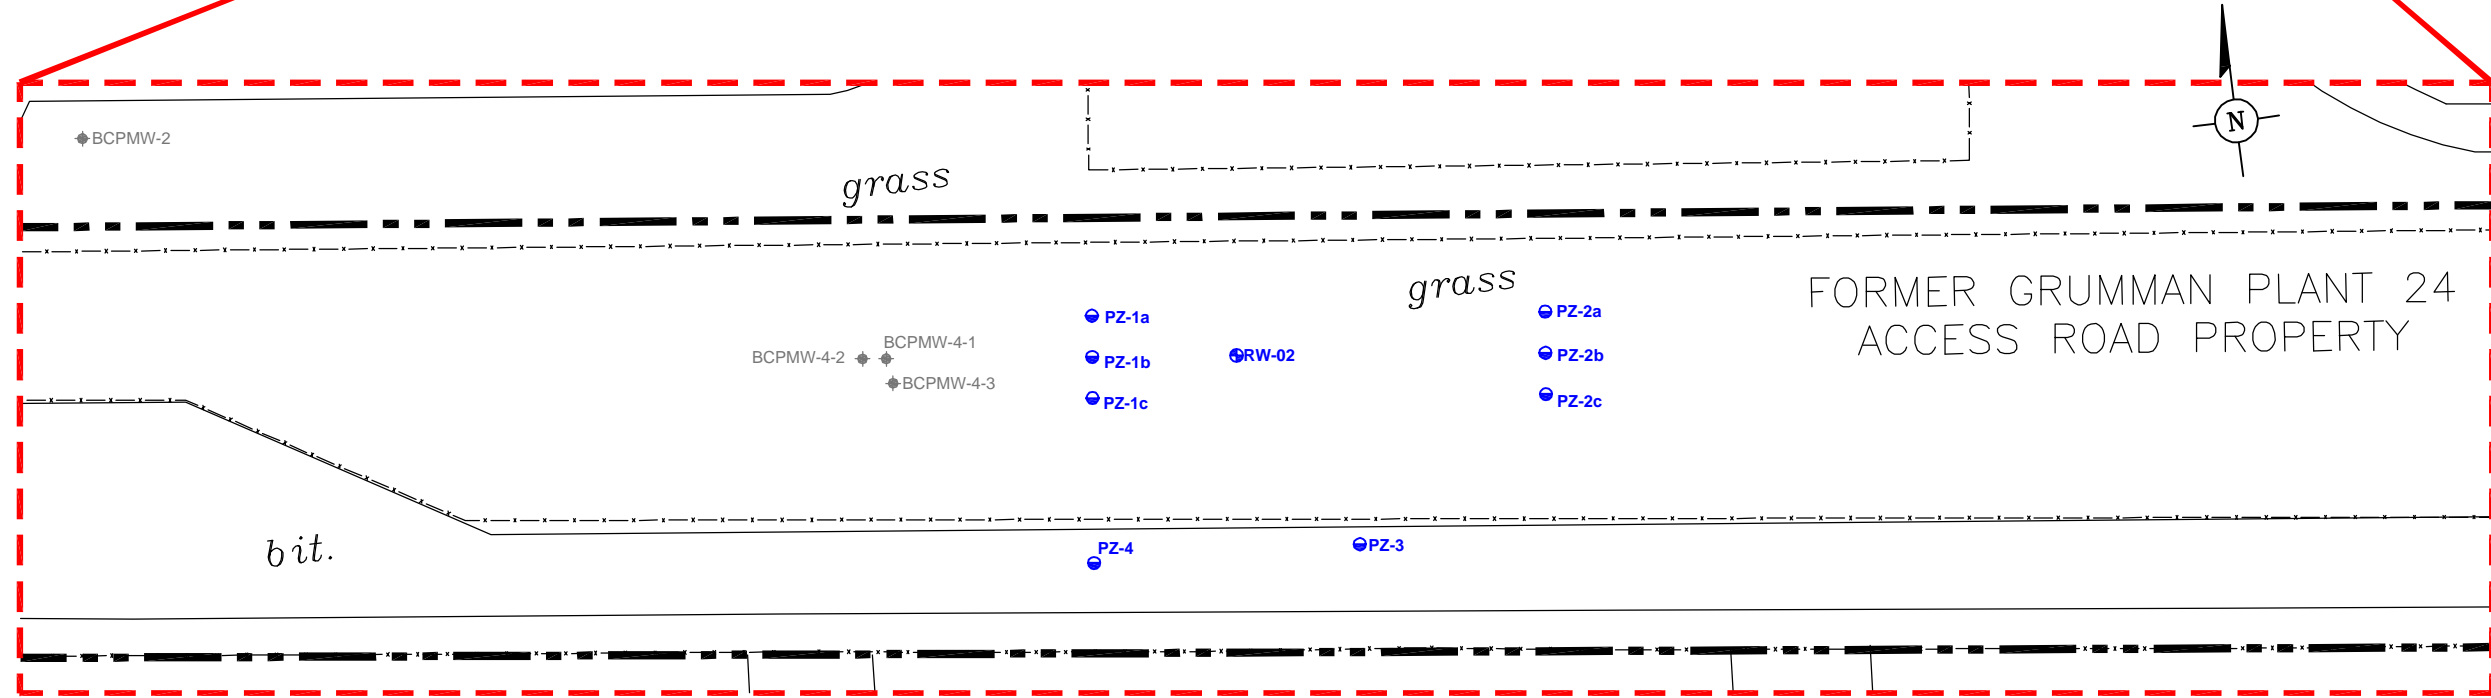 N
BCPMW-2
grass
grass
FORMER GRUMMAN PLANT 24
ACCESS ROAD PROPERTY
PZ-1a
PZ-2a
BCPMW-4-1
BCPMW-4-2
RW-02
PZ-1b
PZ-2b
BCPMW-4-3
PZ-1c
PZ-2c
bit.
PZ-4
PZ-3